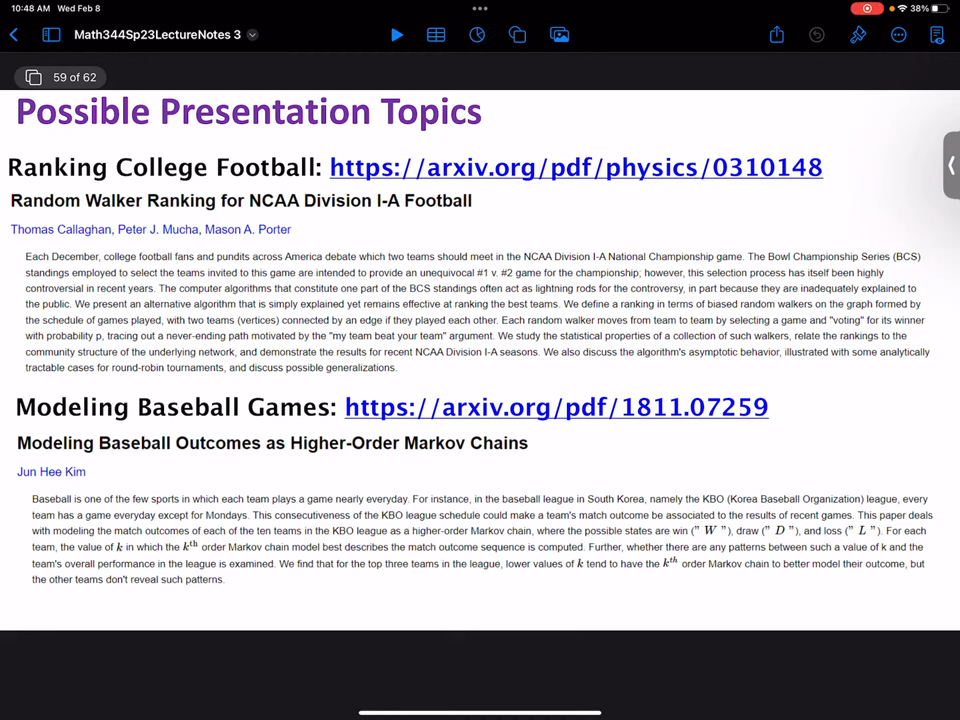 10:48 AM Wed Feb 8
38%
Math344Sp23LectureNotes 3
59 of 62
Possible Presentation Topics
Ranking College Football: https://arxiv.org/pdf/physics/0310148
Random Walker Ranking for NCAA Division I-A Football
Thomas Callaghan, Peter J. Mucha, Mason A. Porter
Each December, college football fans and pundits across America debate which two teams should meet in the NCAA Division I-A National Championship game. The Bowl Championship Series (BCS)
standings employed to select the teams invited to this game are intended to provide an unequivocal #1 v. #2 game for the championship; however, this selection process has itself been highly
controversial in recent years. The computer algorithms that constitute one part of the BCS standings often act as lightning rods for the controversy, in part because they are inadequately explained to
the public. We present an alternative algorithm that is simply explained yet remains effective at ranking the best teams. We define a ranking in terms of biased random walkers on the graph formed by
the schedule of games played, with two teams (vertices) connected by an edge if they played each other. Each random walker moves from team to team by selecting a game and "voting" for its winner
with probability p, tracing out a never-ending path motivated by the "my team beat your team" argument. We study the statistical properties of a collection of such walkers, relate the rankings to the
community structure of the underlying network, and demonstrate the results for recent NCAA Division I-A seasons. We also discuss the algorithm's asymptotic behavior, illustrated with some analytically
tractable cases for round-robin tournaments, and discuss possible generalizations.
Modeling Baseball Games: https://arxiv.org/pdf/1811.07259
Modeling Baseball Outcomes as Higher-Order Markov Chains
Jun Hee Kim
Baseball is one of the few sports in which each team plays a game nearly everyday. For instance, in the baseball league in South Korea, namely the KBO (Korea Baseball Organization) league, every
team has a game everyday except for Mondays. This consecutiveness of the KBO league schedule could make a team's match outcome be associated to the results of recent games. This paper deals
with modeling the match outcomes of each of the ten teams in the KBO league as a higher-order Markov chain, where the possible states are win (" W "), draw (" D "), and loss (" L "). For each
team, the value of k in which the kth order Markov chain model best describes the match outcome sequence is computed. Further, whether there are any patterns between such a value of k and the
team's overall performance in the league is examined. We find that for the top three teams in the league, lower values of k tend to have the kth order Markov chain to better model their outcome, but
the other teams don't reveal such patterns.